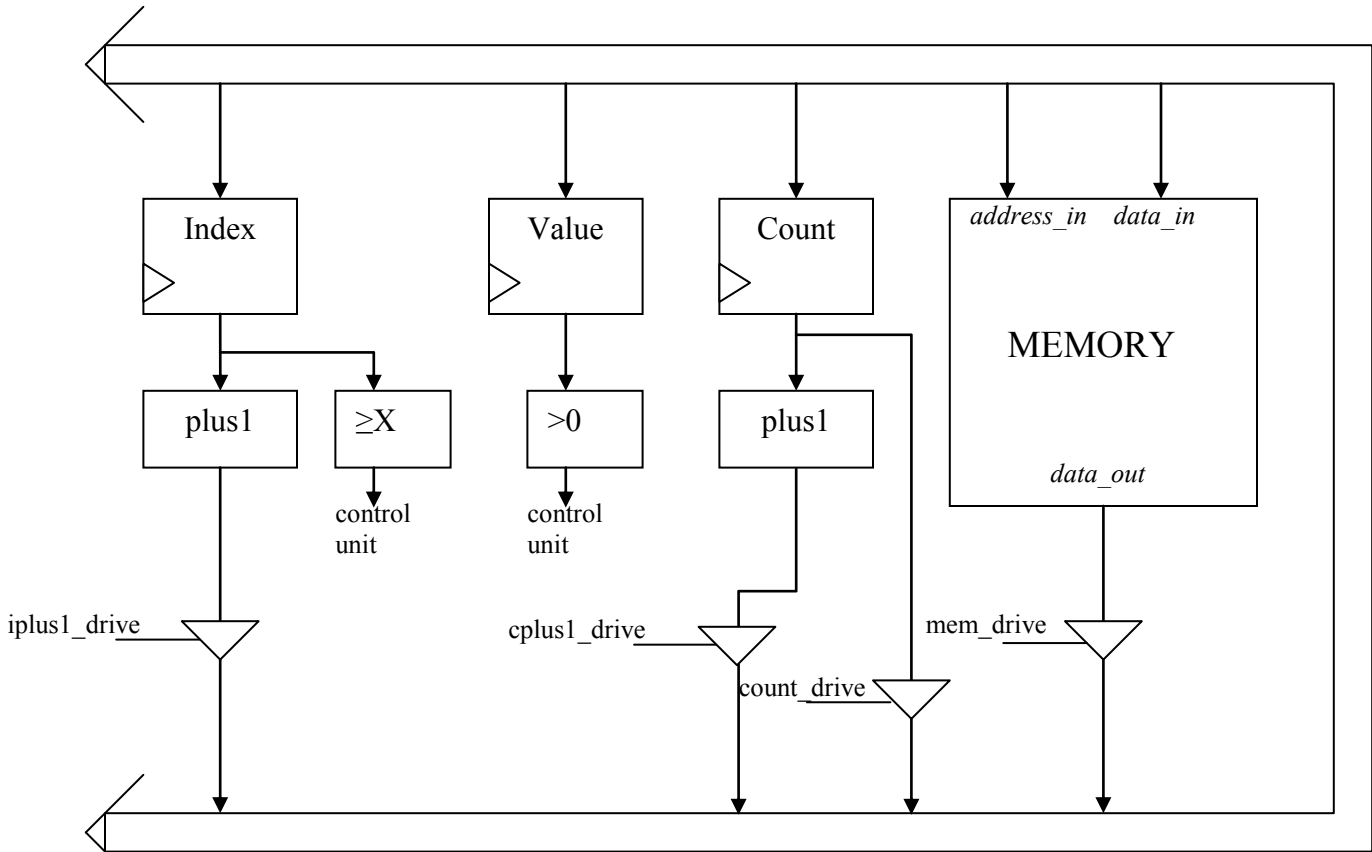 Index
Value
Count
address_in data_in
MEMORY
plus1
≥X
>0
plus1
data_out
control
unit
control
unit
iplus1_drive
cplus1_drive
mem_drive
count_drive